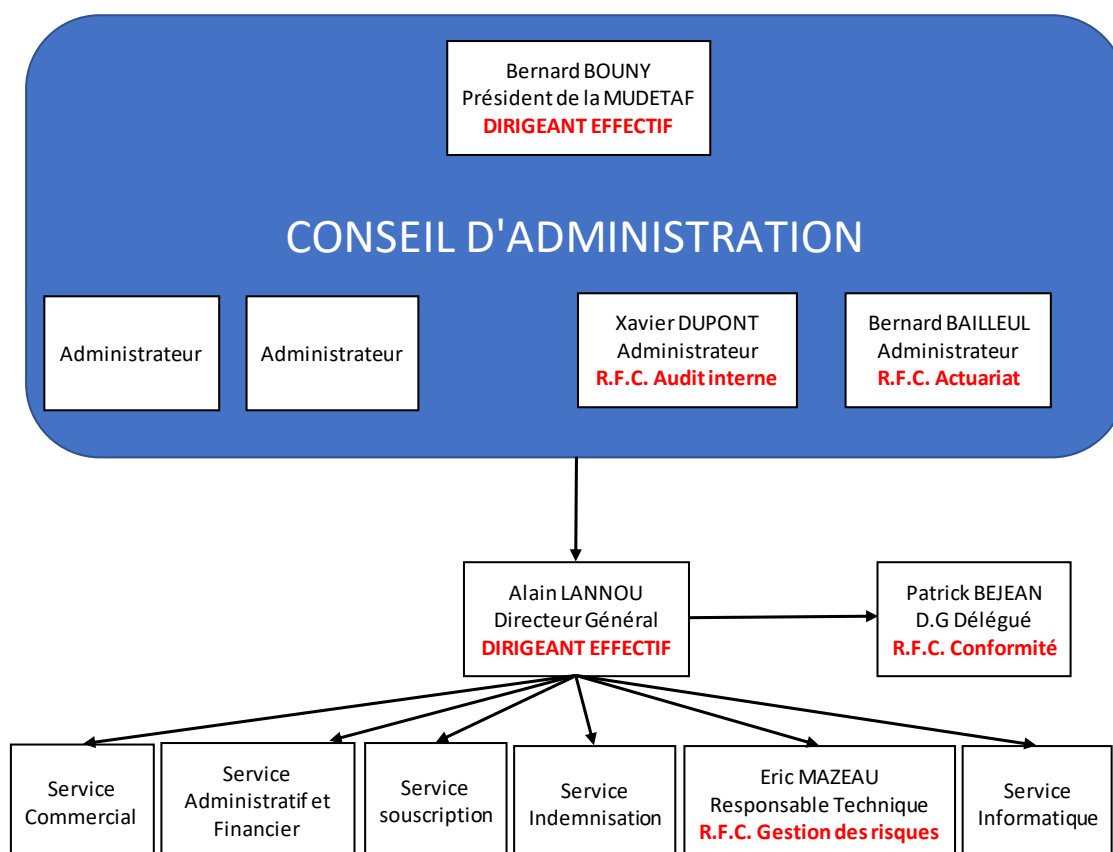 Bernard BOUNY
Président de la MUDETAF
DIRIGEANT EFFECTIF
CONSEIL D'ADMINISTRATION
Administrateur
Administrateur
Xavier DUPONT
Administrateur
R.F.C. Audit interne
Bernard BAILLEUL
Administrateur
R.F.C. Actuariat
Alain LANNOU
Directeur Général
DIRIGEANT EFFECTIF
Patrick BEJEAN
D.G Délégué
R.F.C. Conformité
Service
Commercial
Service
Administratif et
Financier
Service
souscription
Service
Indemnisation
Eric MAZEAU
Responsable Technique
R.F.C. Gestion des risques
Service
Informatique